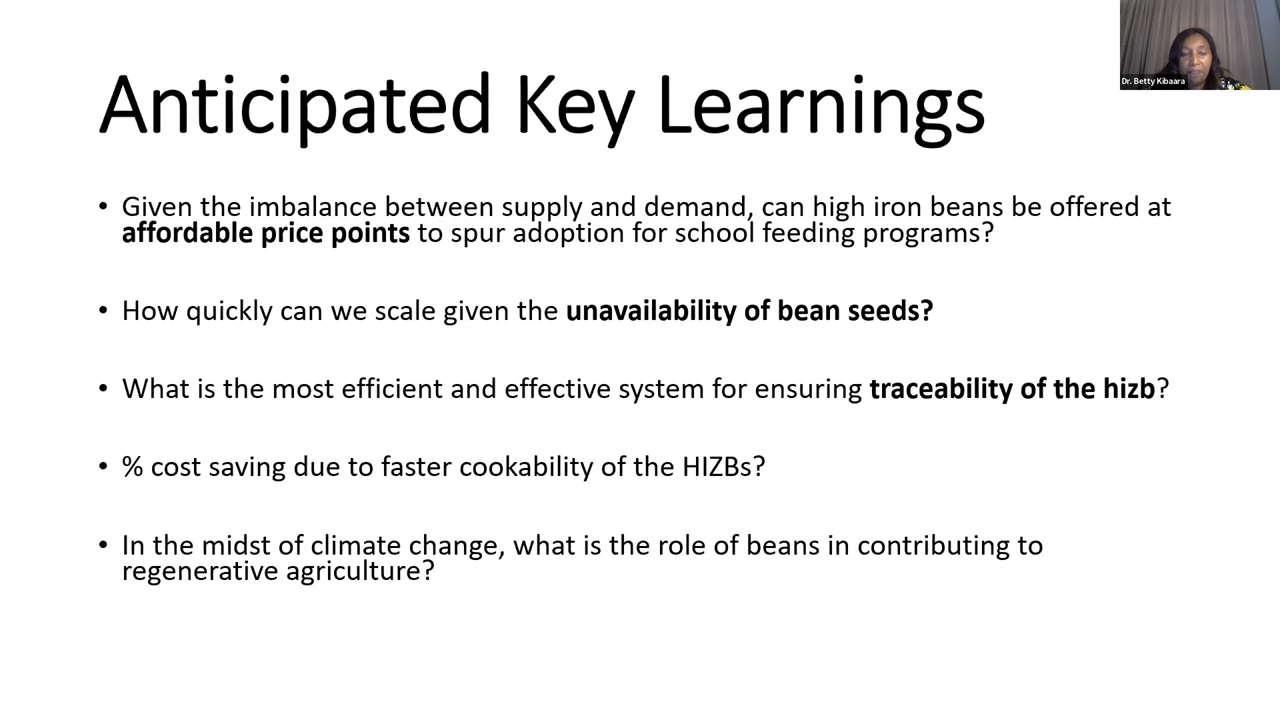 Dr. Betty Kibaara
Anticipated Key Learnings
• Given the imbalance between supply and demand, can high iron beans be offered at
affordable price points to spur adoption for school feeding programs?
• How quickly can we scale given the unavailability of bean seeds?
• What is the most efficient and effective system for ensuring traceability of the hizb?
• % cost saving due to faster cookability of the HIZBs?
• In the midst of climate change, what is the role of beans in contributing to
regenerative agriculture?